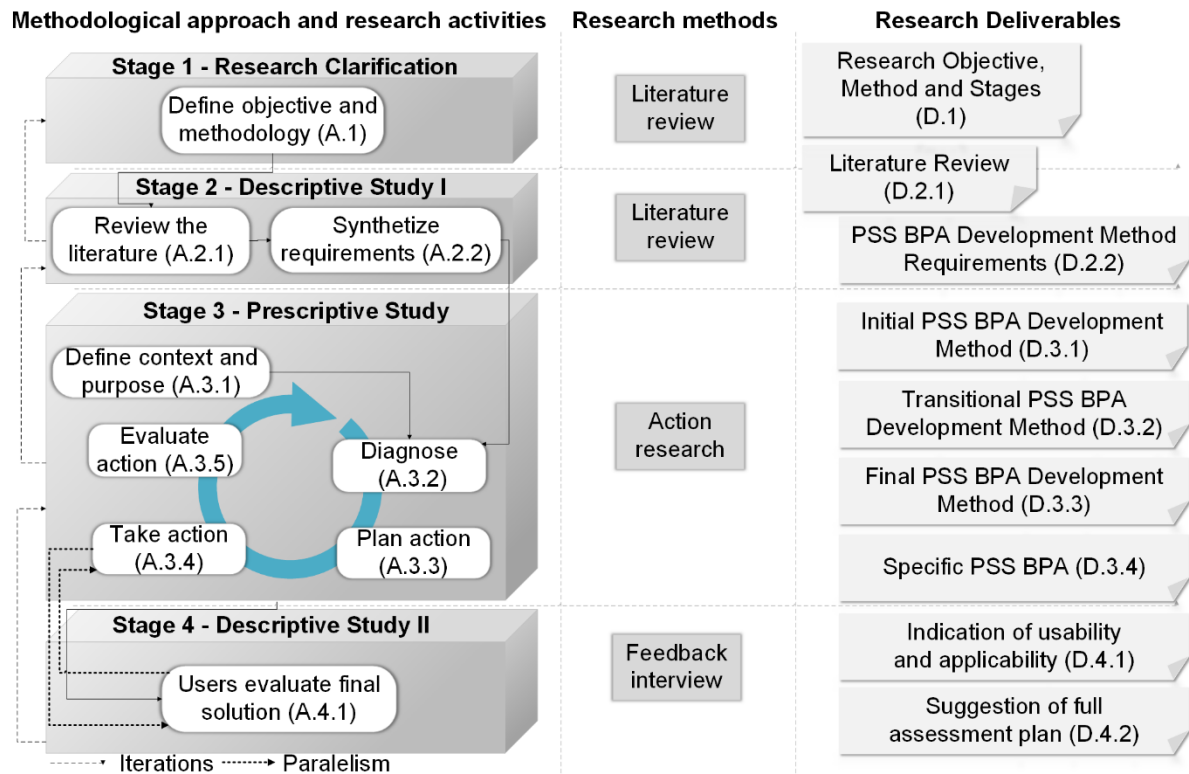 Methodological approach and research activities
Research methods
Research Deliverables
Stage 1 - Research Clarification
Define objective and
methodology (A.1)
Literature
review
Research Objective,
Method and Stages
(D.1)
Stage 2 - Descriptive Study I
Review the
literature (A.2.1)
Synthetize
requirements (A.2.2)
Literature
review
Literature Review
(D.2.1)
PSS BPA Development Method
Requirements (D.2.2)
Stage 3 - Prescriptive Study
Define context and
purpose (A.3.1)
Evaluate
action (A.3.5)
Diagnose
(A.3.2)
Take action
(A.3.4)
Plan action
(A.3.3)
Action
research
Initial PSS BPA Development
Method (D.3.1)
Transitional PSS BPA
Development Method (D.3.2)
Final PSS BPA Development
Method (D.3.3)
Specific PSS BPA (D.3.4)
Stage 4 - Descriptive Study II
Users evaluate final
solution (A.4.1)
Feedback
interview
Indication of usability
and applicability (D.4.1)
Suggestion of full
assessment plan (D.4.2)
Iterations
Paralelism